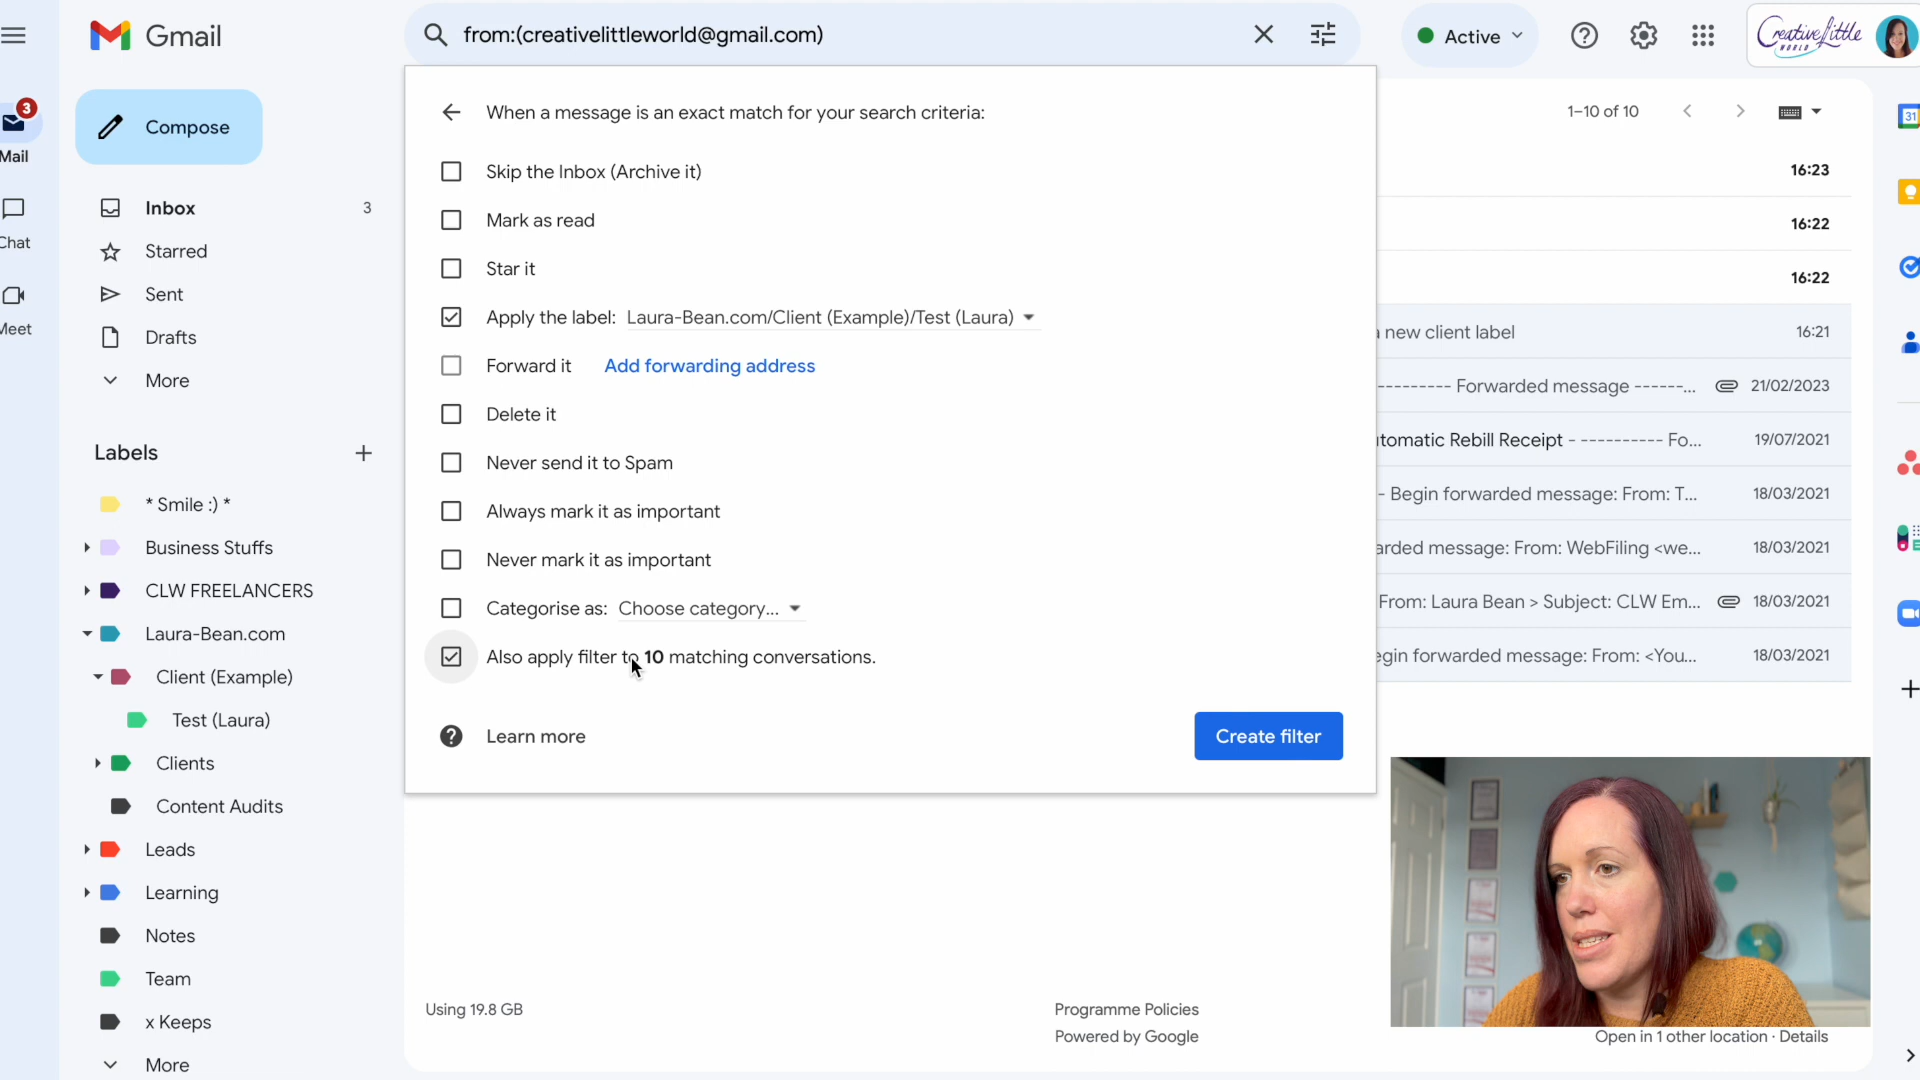 Gmail
from:(creativelittleworld@gmail.com)
Active
Creative Little
WORLD
3
Mail
Chat
Meet
Compose
Inbox 3
Starred
Sent
Drafts
More
Labels
* Smile :) *
Business Stuffs
CLW FREELANCERS
Laura-Bean.com
Client (Example)
Test (Laura)
Clients
Content Audits
Leads
Learning
Notes
Team
x Keeps
More
When a message is an exact match for your search criteria:
Skip the Inbox (Archive it)
Mark as read
Star it
Apply the label: Laura-Bean.com/Client (Example)/Test (Laura)
Forward it Add forwarding address
Delete it
Never send it to Spam
Always mark it as important
Never mark it as important
Categorise as: Choose category...
Also apply filter to 10 matching conversations.
Learn more
Create filter
1–10 of 10
16:23
16:22
16:22
a new client label 16:21
--------- Forwarded message ------... 21/02/2023
tomatic Rebill Receipt - ---------- Fo... 19/07/2021
- Begin forwarded message: From: T... 18/03/2021
arded message: From: WebFiling <we... 18/03/2021
From: Laura Bean > Subject: CLW Em... 18/03/2021
egin forwarded message: From: <You... 18/03/2021
31
Using 19.8 GB
Programme Policies
Powered by Google
Open in 1 other location · Details